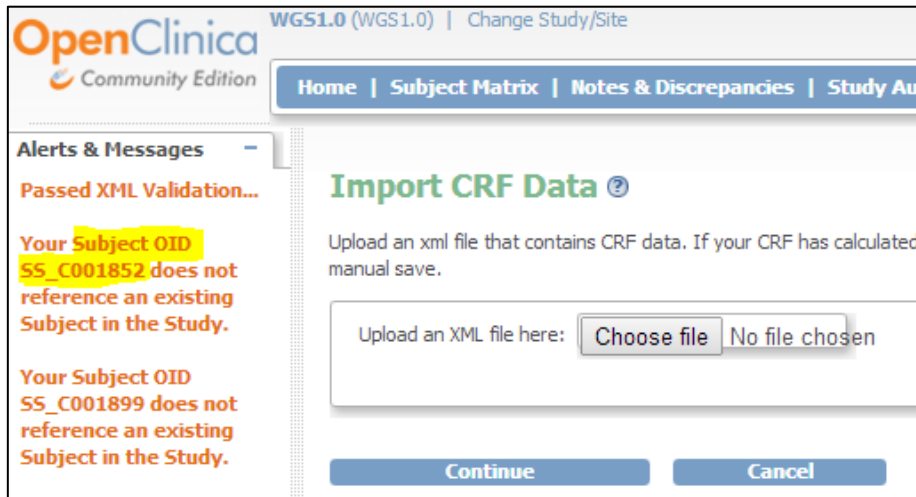 WGS1.0 (WGS1.0) | Change Study/Site
OpenClinica
Community Edition
Home | Subject Matrix | Notes & Discrepancies | Study Au
Alerts & Messages –
Passed XML Validation...
Your Subject OID
SS_C001852 does not
reference an existing
Subject in the Study.
Your Subject OID
SS_C001899 does not
reference an existing
Subject in the Study.
Import CRF Data ?
Upload an xml file that contains CRF data. If your CRF has calculated
manual save.
Upload an XML file here: Choose file No file chosen
Continue Cancel